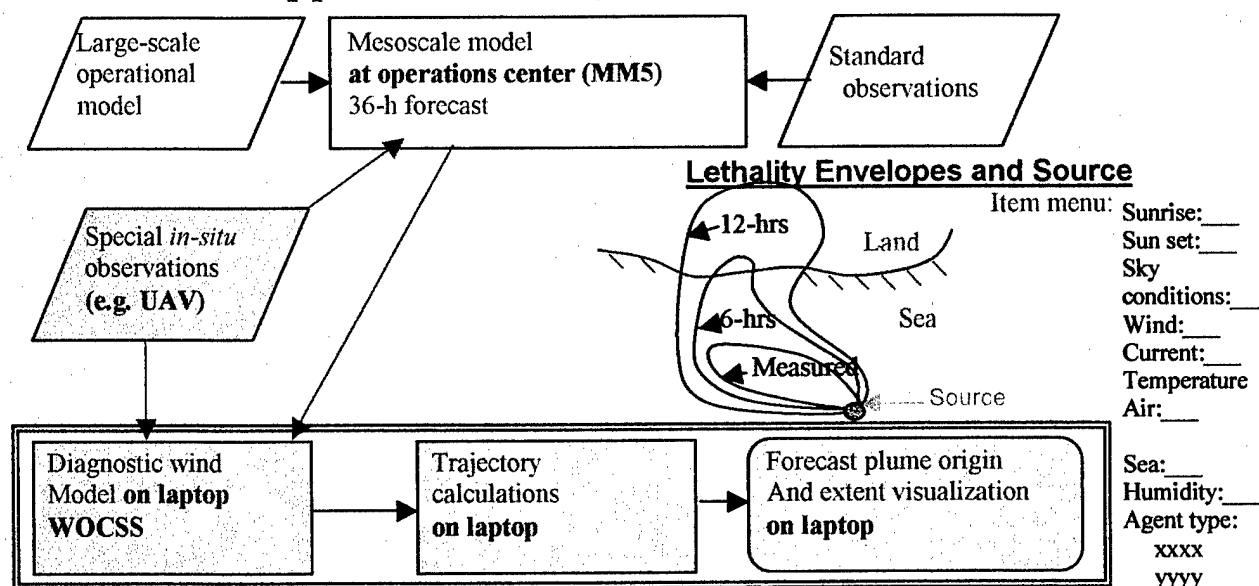 Large-scale
operational
model
Mesoscale model
at operations center (MM5)
36-h forecast
Standard
observations
Special in-situ
observations
(e.g. UAV)
Lethality Envelopes and Source
Item menu:
12-hrs
Land
6-hrs
Sea
Measured
Source
Sunrise:___
Sun set:___
Sky
conditions:___
Wind:___
Current:___
Temperature
Air:___
Sea:___
Humidity:___
Agent type:
xxxx
yyyy
Diagnostic wind
Model on laptop
WOCSS
Trajectory
calculations
on laptop
Forecast plume origin
And extent visualization
on laptop